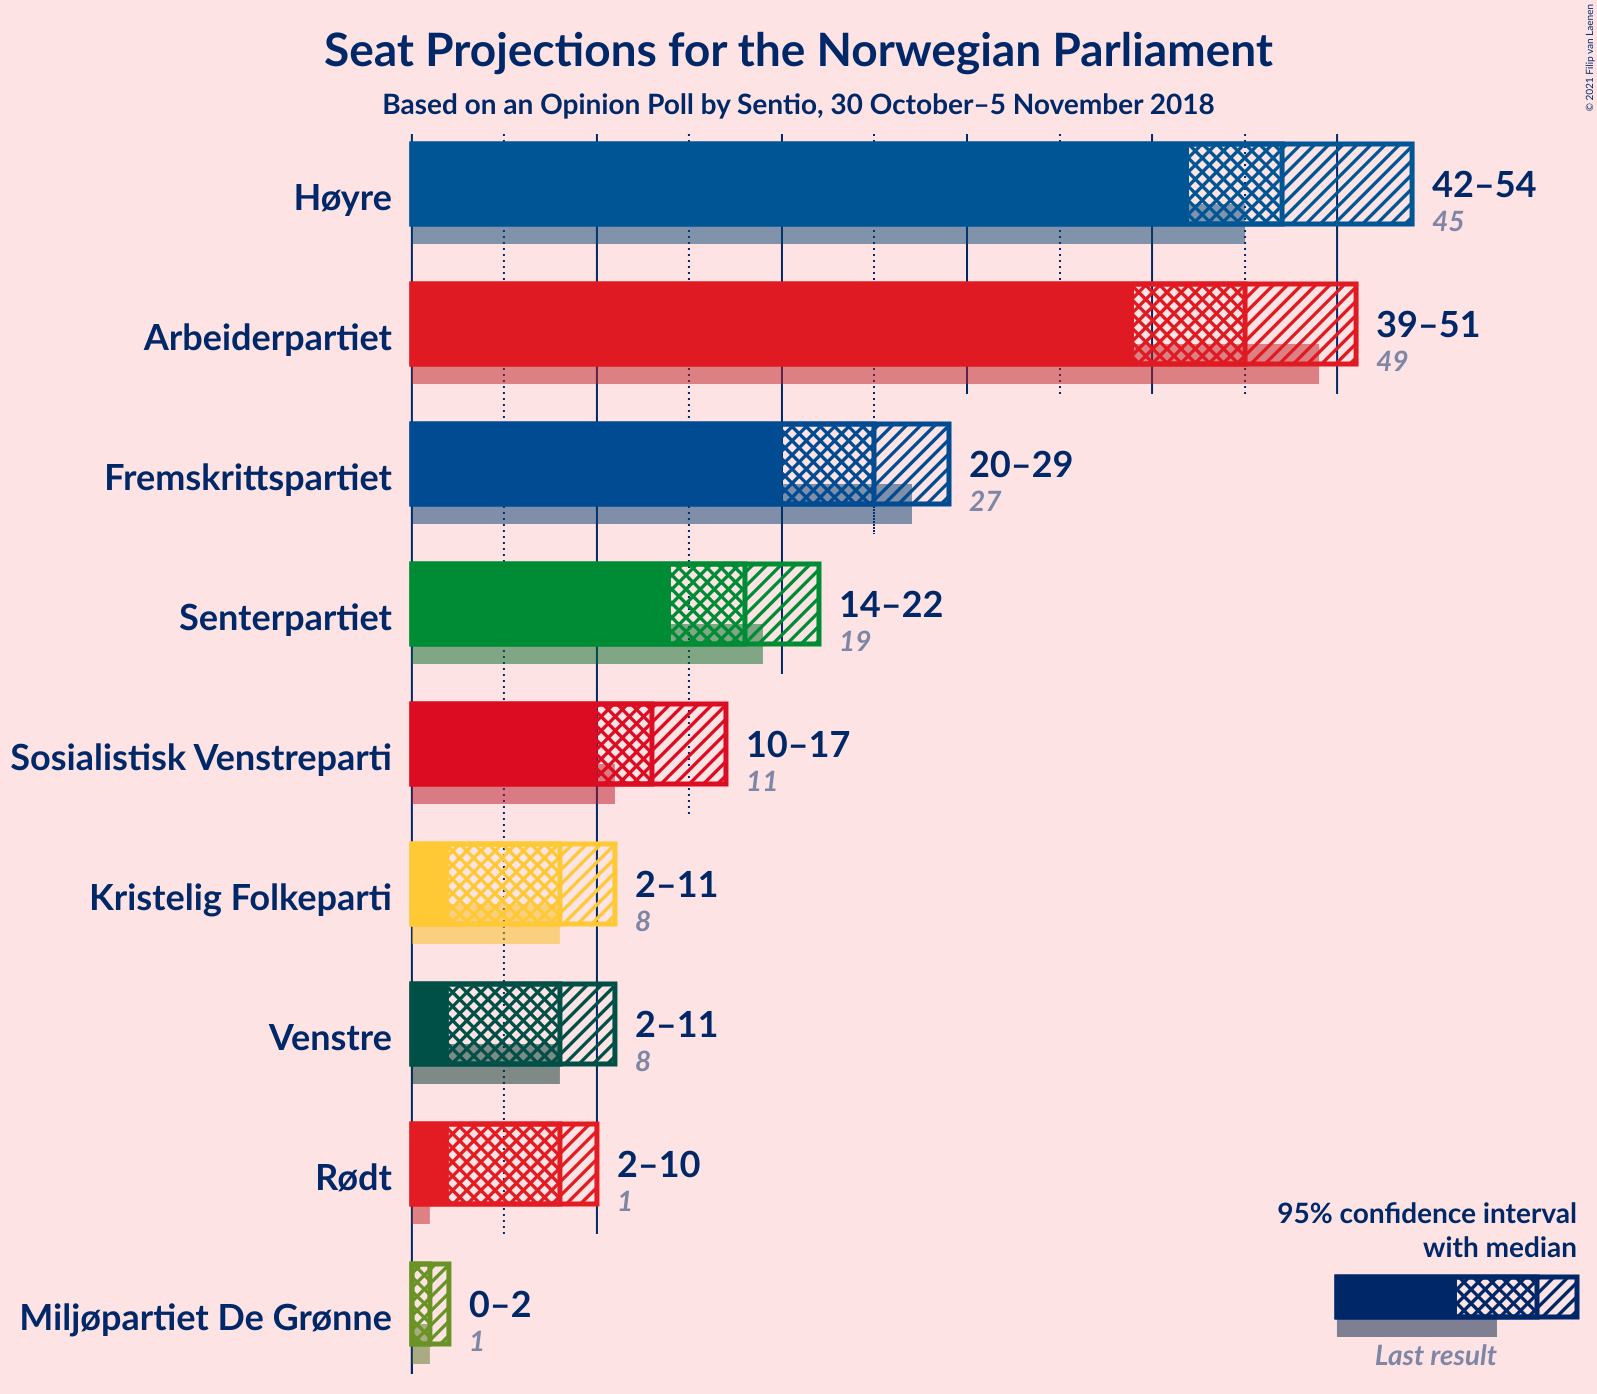 Seat Projections for the Norwegian Parliament
Based on an Opinion Poll by Sentio, 30 October–5 November 2018
© 2021 Filip van Laenen
Høyre
42–54
45
Arbeiderpartiet
39–51
49
Fremskrittspartiet
20–29
27
Senterpartiet
14–22
19
Sosialistisk Venstreparti
10–17
11
Kristelig Folkeparti
2–11
8
Venstre
2–11
8
Rødt
2–10
1
Miljøpartiet De Grønne
0–2
1
95% confidence interval
with median
Last result